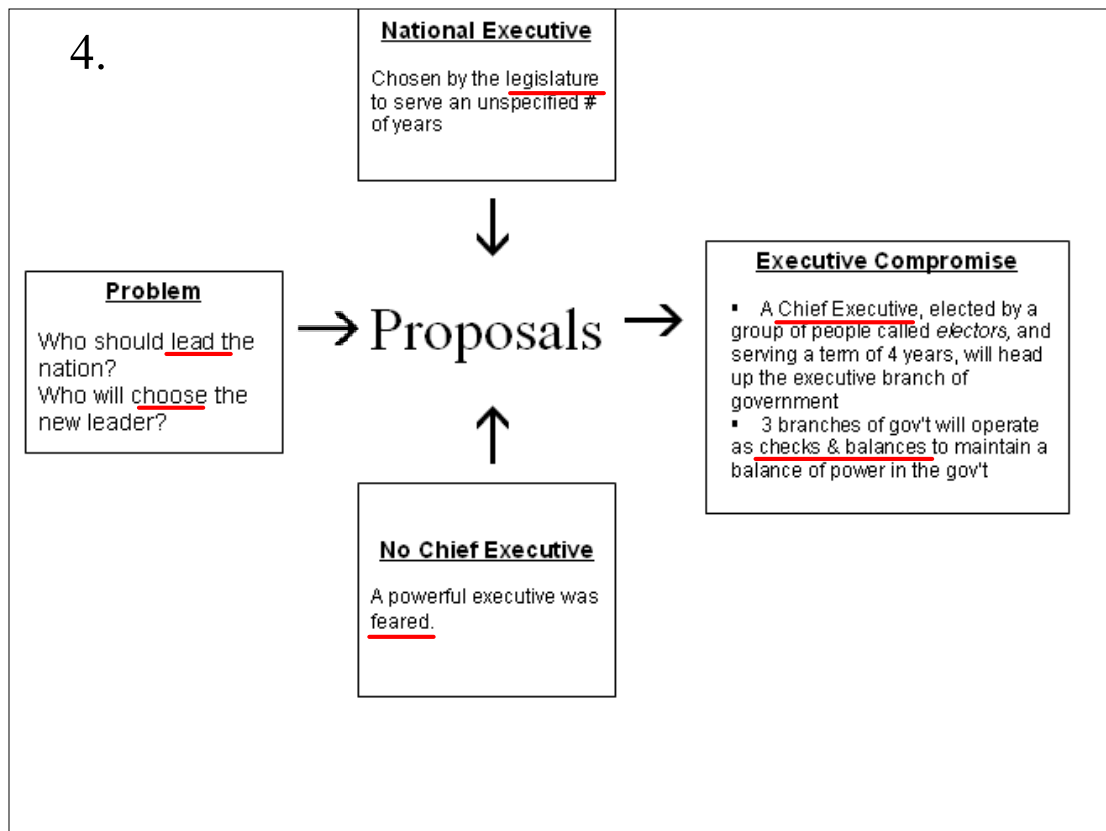 4.
National Executive
Chosen by the legislature
to serve an unspecified #
of years
Problem
Who should lead the
nation?
Who will choose the
new leader?
Proposals
Executive Compromise
▪ A Chief Executive, elected by a
group of people called electors, and
serving a term of 4 years, will head
up the executive branch of
government
▪ 3 branches of gov't will operate
as checks & balances to maintain a
balance of power in the gov't
No Chief Executive
A powerful executive was
feared.